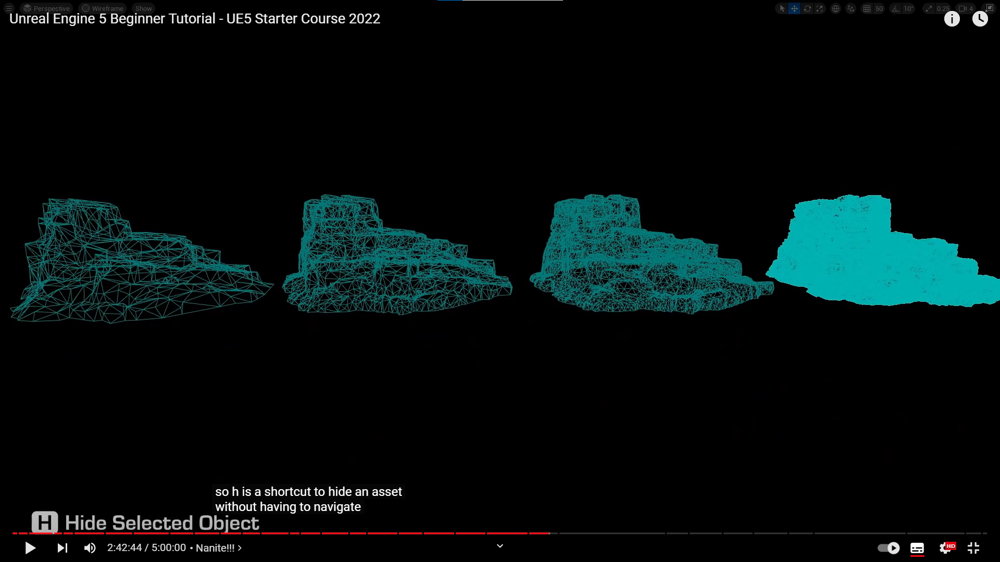 Perspective Wireframe Show 50 10° 0.25 4
Unreal Engine 5 Beginner Tutorial - UE5 Starter Course 2022
so h is a shortcut to hide an asset
without having to navigate
H Hide Selected Object
2:42:44 / 5:00:00 • Nanite!!! >
HD